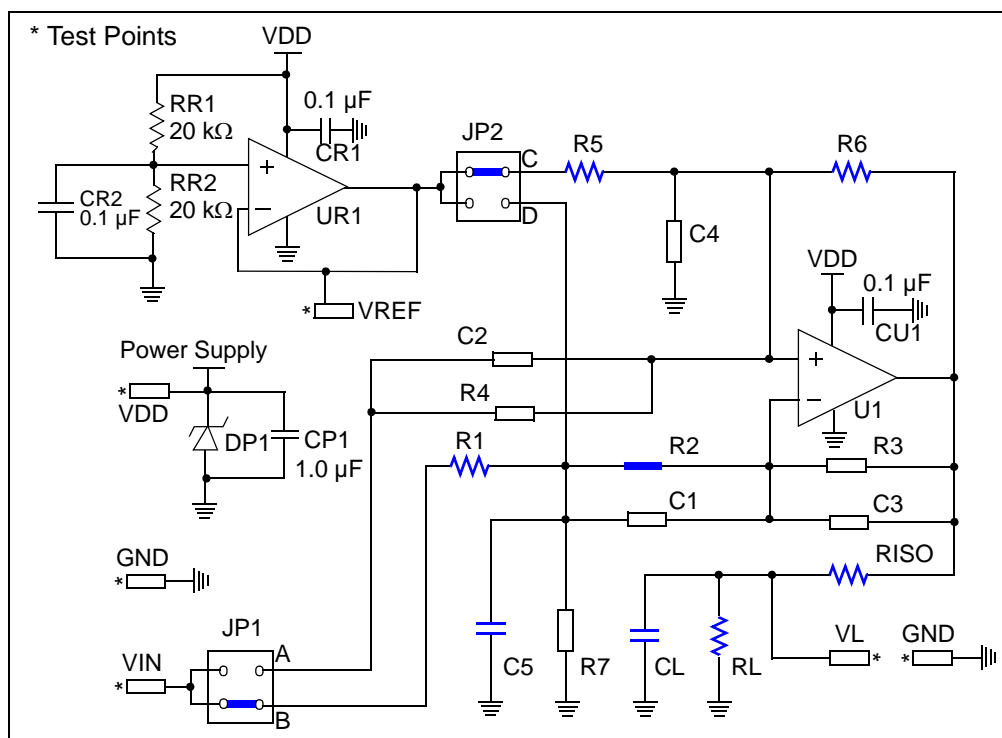 * Test Points
VDD
RR1
20 kΩ
0.1 µF
CR1
JP2
C
R5
R6
+
−
UR1
CR2
0.1 µF
RR2
20 kΩ
D
C4
VDD
0.1 µF
CU1
* VREF
C2
+
−
U1
Power Supply
* VDD
DP1
CP1
1.0 µF
R4
R1
R2
R3
C1
C3
GND
*
RISO
JP1
A
VIN
*
B
C5
R7
CL
RL
VL
*
GND
*